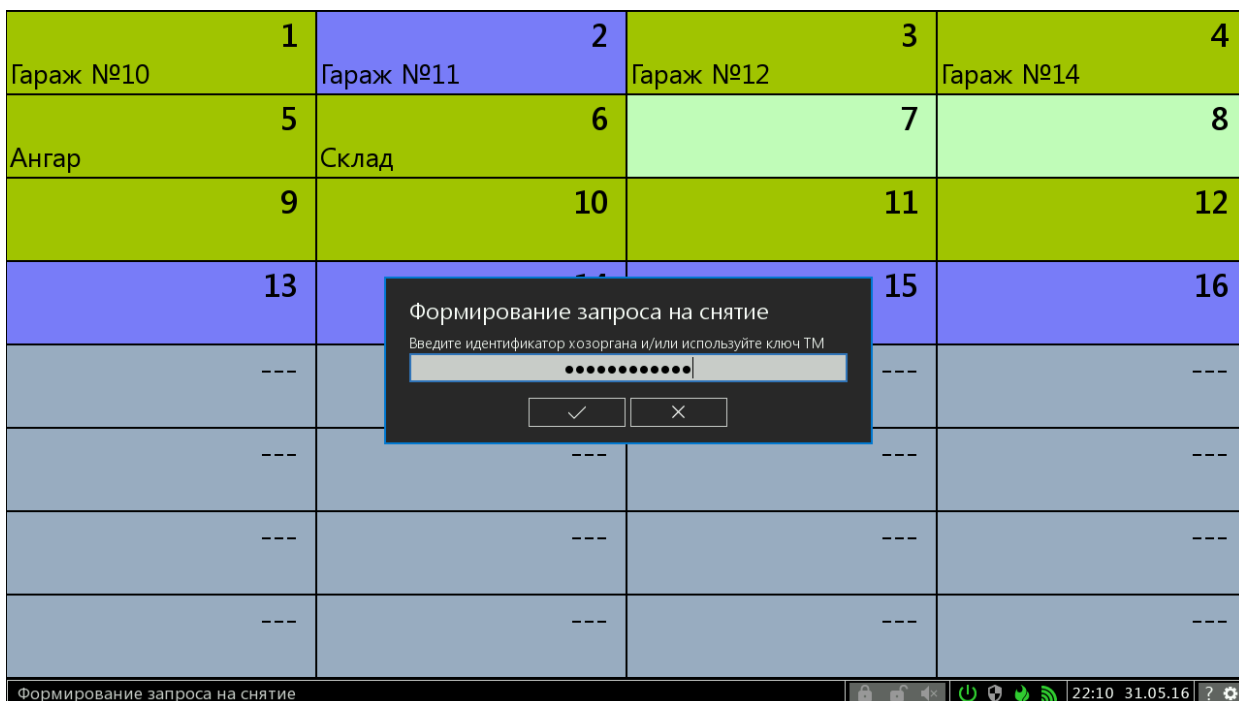 1 2 3 4
Гараж №10 Гараж №11 Гараж №12 Гараж №14
5 6 7 8
Ангар Склад
9 10 11 12
13 15 16
Формирование запроса на снятие
Введите идентификатор хозоргана и/или используйте ключ ТМ
••••••••••••
--- --- ---
--- --- --- ---
--- --- --- ---
--- --- --- ---
Формирование запроса на снятие 22:10 31.05.16 ?